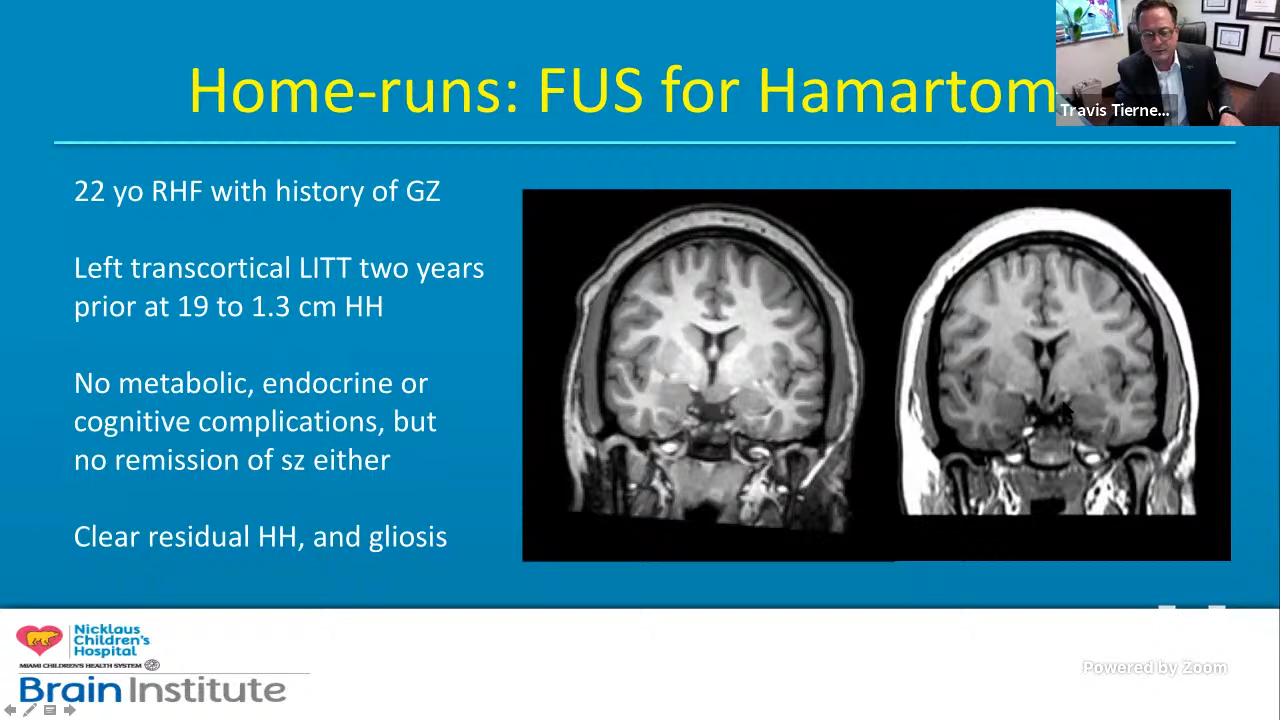 Home-runs: FUS for Hamartom
Travis Tierne...
22 yo RHF with history of GZ
Left transcortical LITT two years
prior at 19 to 1.3 cm HH
No metabolic, endocrine or
cognitive complications, but
no remission of sz either
Clear residual HH, and gliosis
Nicklaus
Children's
Hospital
MIAMI CHILDREN'S HEALTH SYSTEM
Brain Institute
Powered by Zoom